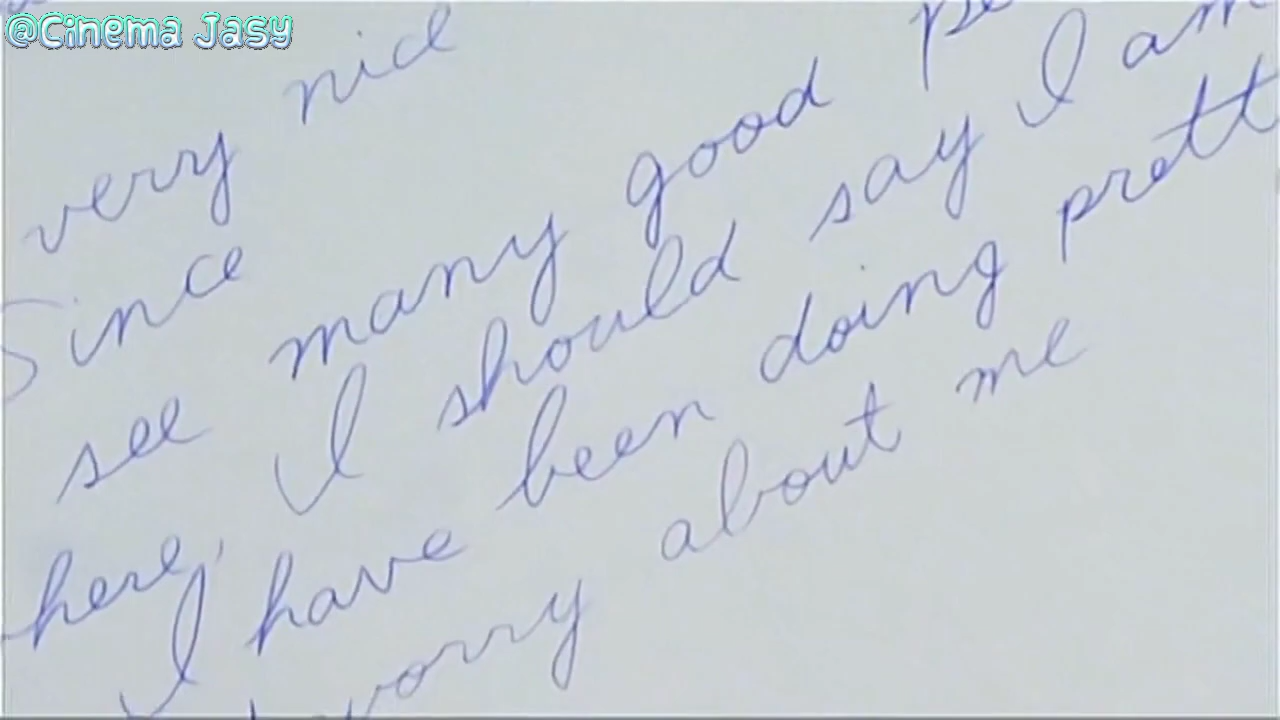 very nice
Since
see many good
here, I should say I am
I have been doing prett
worry about me
@Cinema Jasy